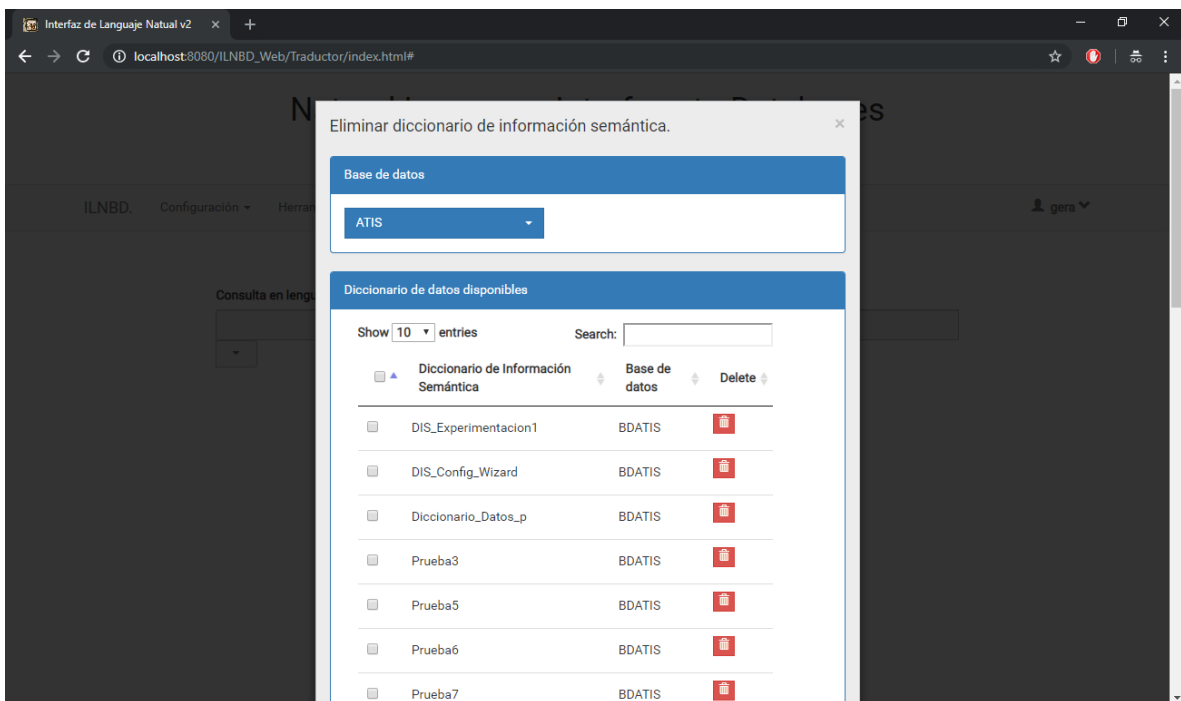 Interfaz de Languaje Natual v2
localhost:8080/ILNBD_Web/Traductor/index.html#
Eliminar diccionario de información semántica.
×
Base de datos
ILNBD.
Configuración
gera
ATIS
Diccionario de datos disponibles
Consulta en
Show 10 entries
Search:
Diccionario de Información
Semántica
Base de
datos
Delete
DIS_Experimentacion1 BDATIS
DIS_Config_Wizard BDATIS
Diccionario_Datos_p BDATIS
Prueba3 BDATIS
Prueba5 BDATIS
Prueba6 BDATIS
Prueba7 BDATIS